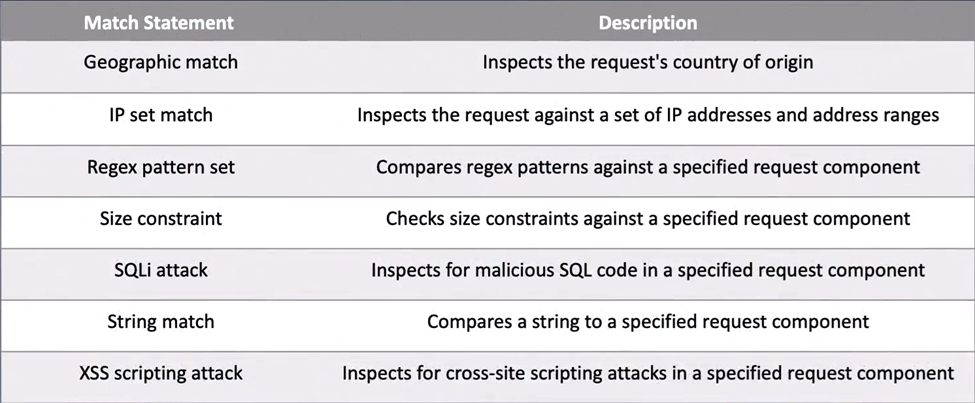 Match Statement Description
Geographic match Inspects the request's country of origin
IP set match Inspects the request against a set of IP addresses and address ranges
Regex pattern set Compares regex patterns against a specified request component
Size constraint Checks size constraints against a specified request component
SQLi attack Inspects for malicious SQL code in a specified request component
String match Compares a string to a specified request component
XSS scripting attack Inspects for cross-site scripting attacks in a specified request component